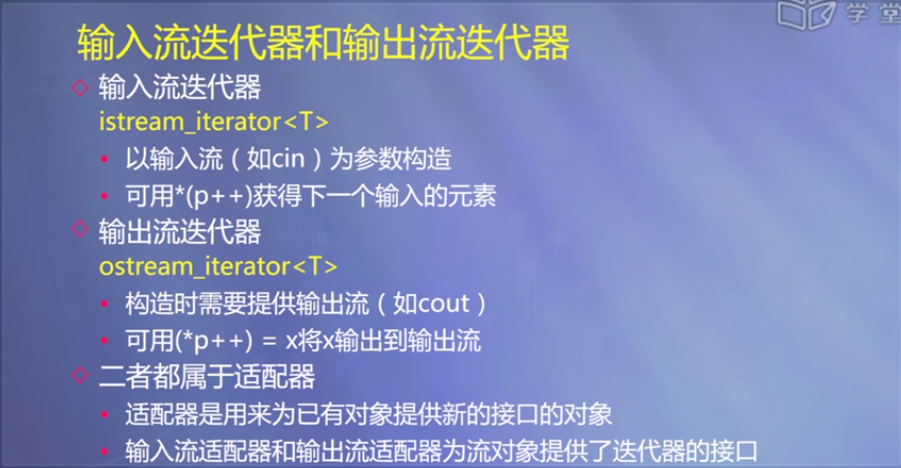 学堂
输入流迭代器和输出流迭代器
输入流迭代器
istream_iterator<T>
以输入流（如cin）为参数构造
可用*(p++)获得下一个输入的元素
输出流迭代器
ostream_iterator<T>
构造时需要提供输出流（如cout）
可用(*p++) = x将x输出到输出流
二者都属于适配器
适配器是用来为已有对象提供新的接口的对象
输入流适配器和输出流适配器为流对象提供了迭代器的接口